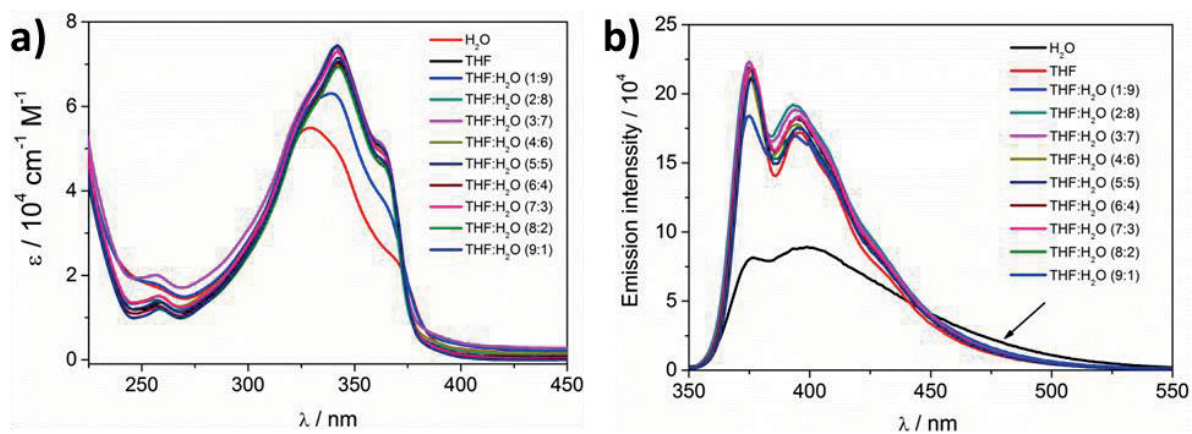 a)
8
6
4
2
0
ε / 10⁴ cm⁻¹ M⁻¹
250
300
350
400
450
λ / nm
H₂O
THF
THF:H₂O (1:9)
THF:H₂O (2:8)
THF:H₂O (3:7)
THF:H₂O (4:6)
THF:H₂O (5:5)
THF:H₂O (6:4)
THF:H₂O (7:3)
THF:H₂O (8:2)
THF:H₂O (9:1)
b)
25
20
15
10
5
0
Emission intenssity / 10⁴
350
400
450
500
550
λ / nm
H₂O
THF
THF:H₂O (1:9)
THF:H₂O (2:8)
THF:H₂O (3:7)
THF:H₂O (4:6)
THF:H₂O (5:5)
THF:H₂O (6:4)
THF:H₂O (7:3)
THF:H₂O (8:2)
THF:H₂O (9:1)